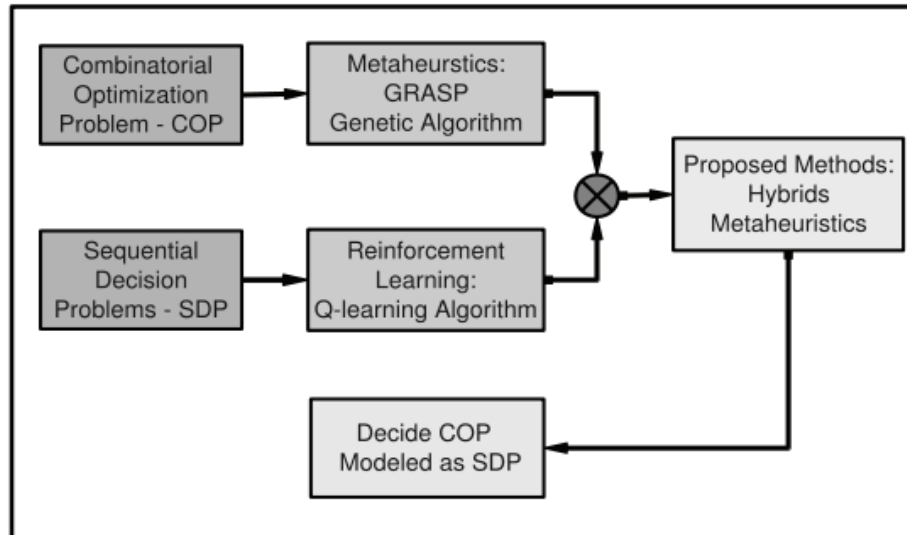 Combinatorial
Optimization
Problem - COP
Metaheurstics:
GRASP
Genetic Algorithm
Proposed Methods:
Hybrids
Metaheuristics
Sequential
Decision
Problems - SDP
Reinforcement
Learning:
Q-learning Algorithm
Decide COP
Modeled as SDP